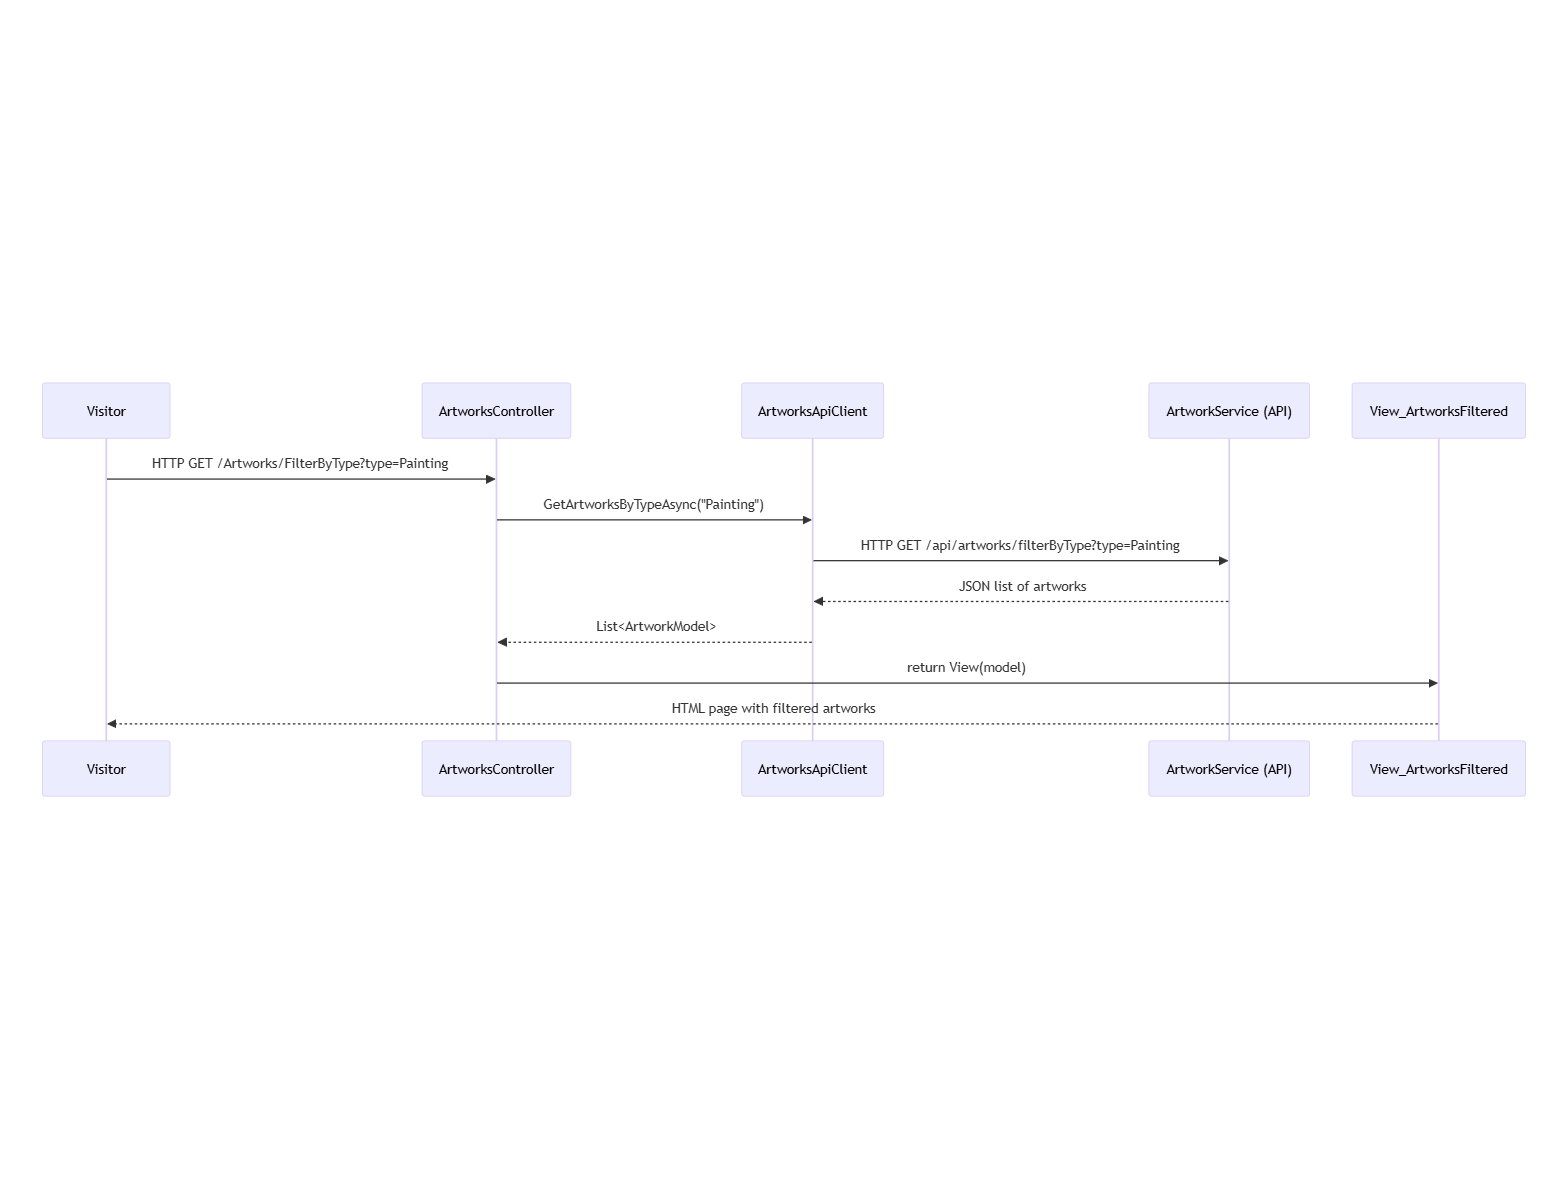 Visitor
ArtworksController
ArtworksApiClient
ArtworkService (API)
View_ArtworksFiltered
HTTP GET /Artworks/FilterByType?type=Painting
GetArtworksByTypeAsync("Painting")
HTTP GET /api/artworks/filterByType?type=Painting
JSON list of artworks
List<ArtworkModel>
return View(model)
HTML page with filtered artworks
Visitor
ArtworksController
ArtworksApiClient
ArtworkService (API)
View_ArtworksFiltered